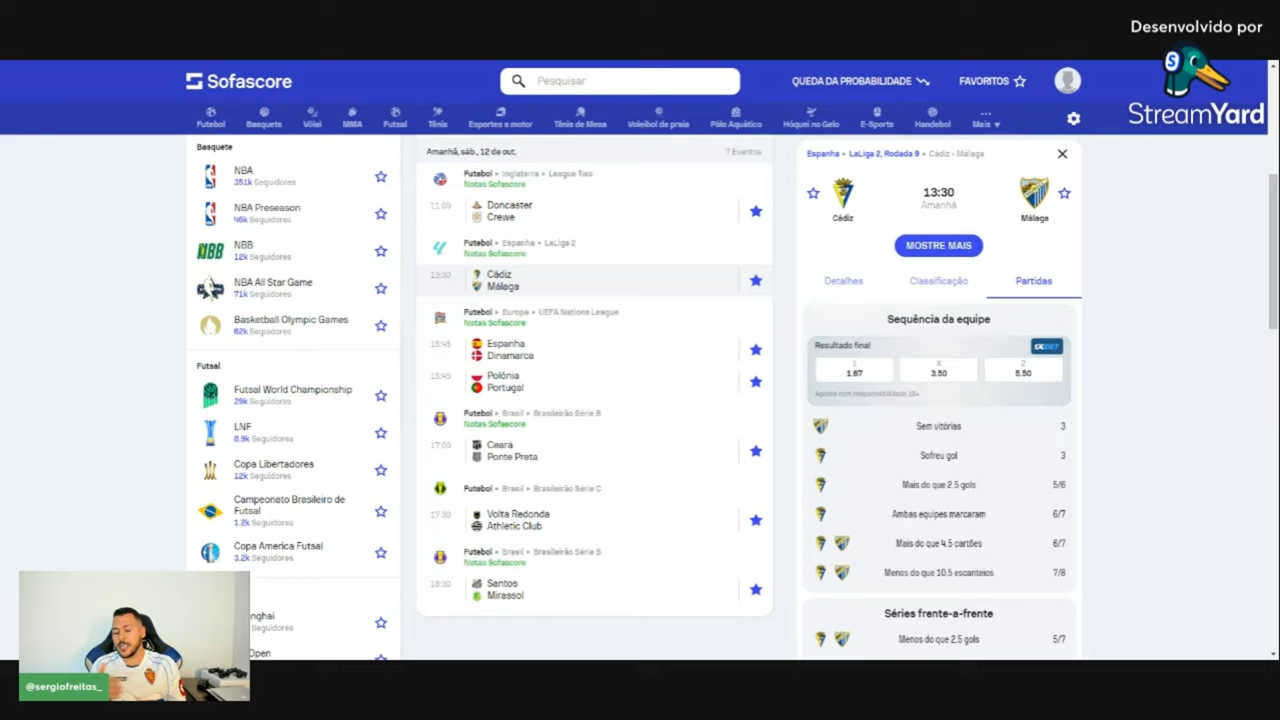 Desenvolvido por
StreamYard
Sofascore
Pesquisar
QUEDA DA PROBABILIDADE
FAVORITOS
Futebol
Basquete
Vôlei
MMA
Futsal
Tênis
Esportes a motor
Tênis de Mesa
Voleibol de praia
Pólo Aquático
Hóquei no Gelo
E-Sports
Handebol
Mais
Basquete
NBA
351k Seguidores
NBA Preseason
46k Seguidores
NBB
12k Seguidores
NBA All Star Game
71k Seguidores
Basketball Olympic Games
62k Seguidores
Futsal
Futsal World Championship
29k Seguidores
LNF
8.9k Seguidores
Copa Libertadores
12k Seguidores
Campeonato Brasileiro de
Futsal
1.2k Seguidores
Copa America Futsal
3.2k Seguidores
nghai
Seguidores
Open
@sergiofreitas_
Amanhã, sáb., 12 de out.
7 Eventos
Futebol • Inglaterra • League Two
Notas Sofascore
Doncaster
Crewe
Futebol • Espanha • LaLiga 2
Notas Sofascore
13:30
Cádiz
Málaga
Futebol • Europa • UEFA Nations League
Notas Sofascore
15:45
Espanha
Dinamarca
15:45
Polônia
Portugal
Futebol • Brasil • Brasileirão Série B
Notas Sofascore
17:00
Ceará
Ponte Preta
Futebol • Brasil • Brasileirão Série C
17:30
Volta Redonda
Athletic Club
Futebol • Brasil • Brasileirão Série B
Notas Sofascore
18:30
Santos
Mirassol
Espanha • LaLiga 2, Rodada 9 • Cádiz - Málaga
13:30
Amanhã
Cádiz
Málaga
MOSTRE MAIS
Detalhes
Classificação
Partidas
Sequência da equipe
Resultado final
1XBET
1
X
2
1.67
3.50
5.50
Aposte com responsabilidade 18+
Sem vitórias
3
Sofreu gol
3
Mais do que 2.5 gols
5/6
Ambas equipes marcaram
6/7
Mais do que 4.5 cartões
6/7
Menos do que 10.5 escanteios
7/8
Séries frente-a-frente
Menos do que 2.5 gols
5/7